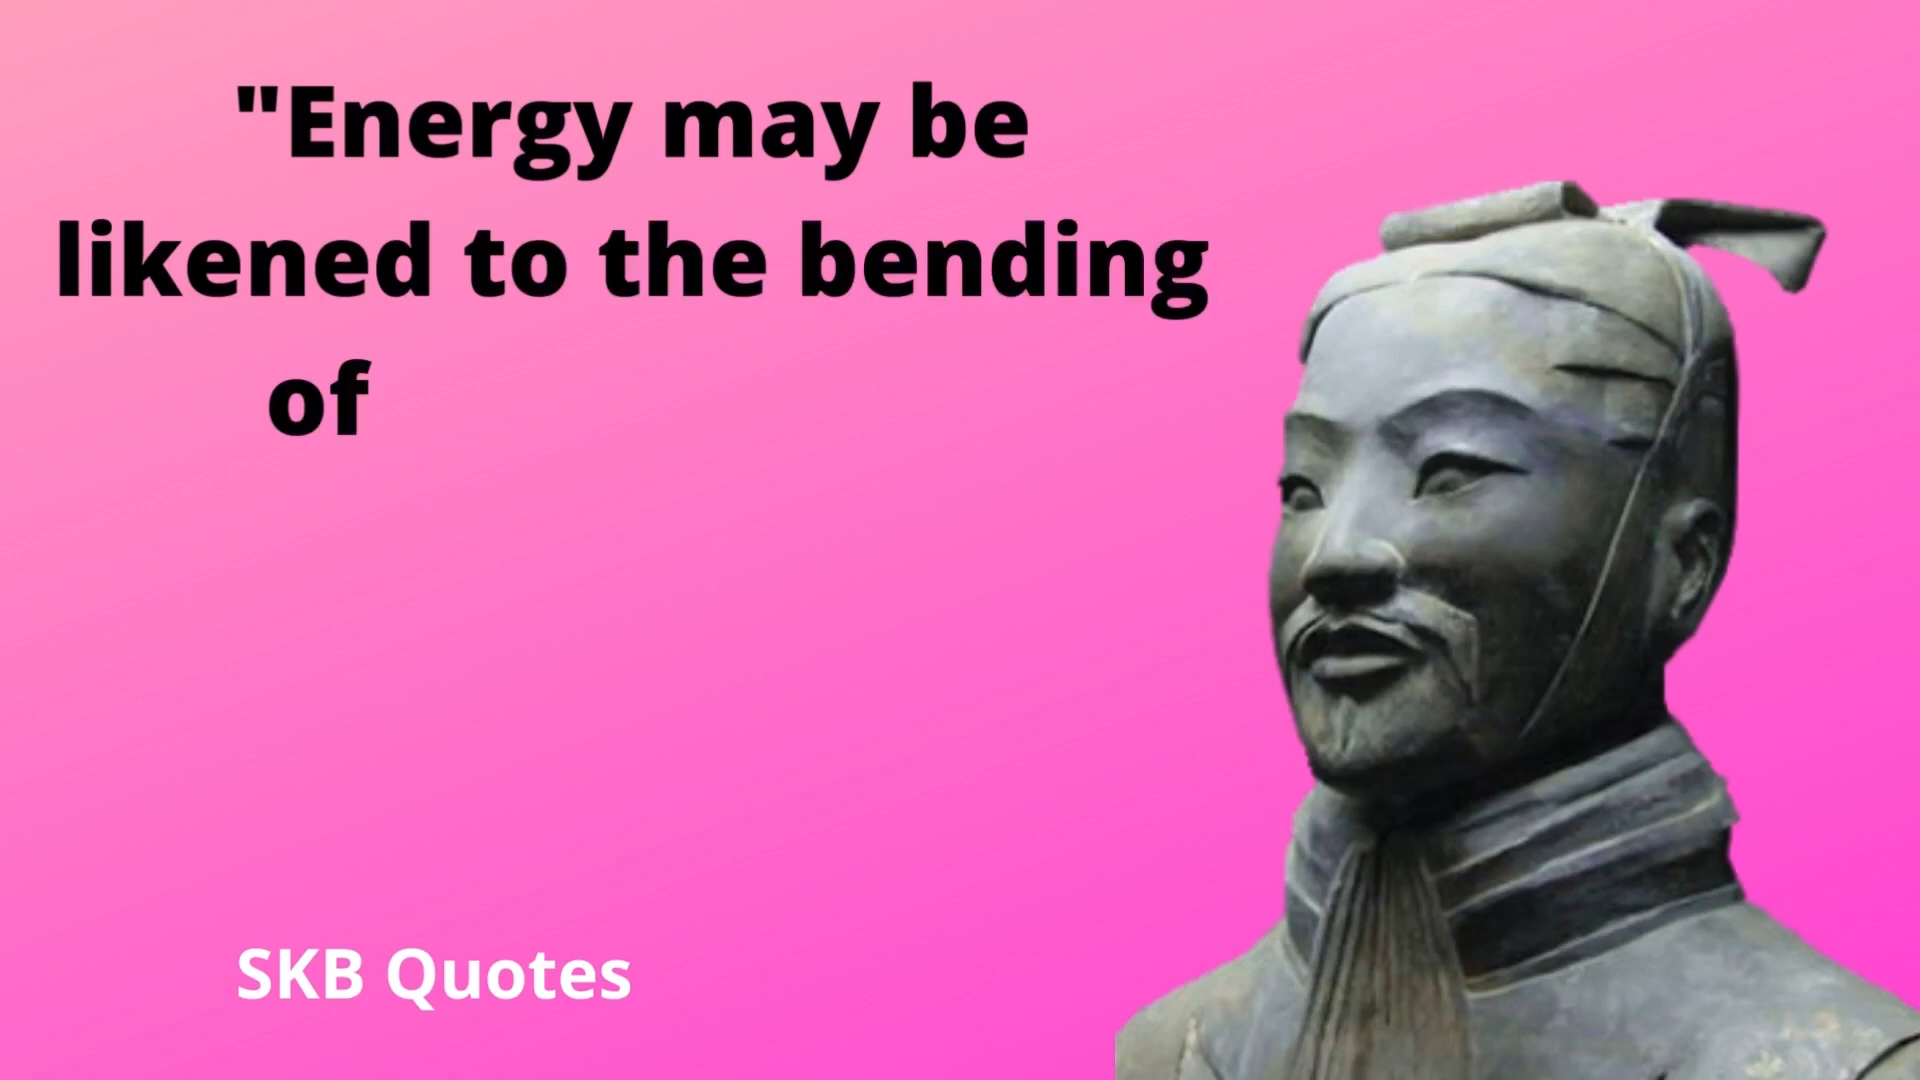 "Energy may be
likened to the bending
of
SKB Quotes